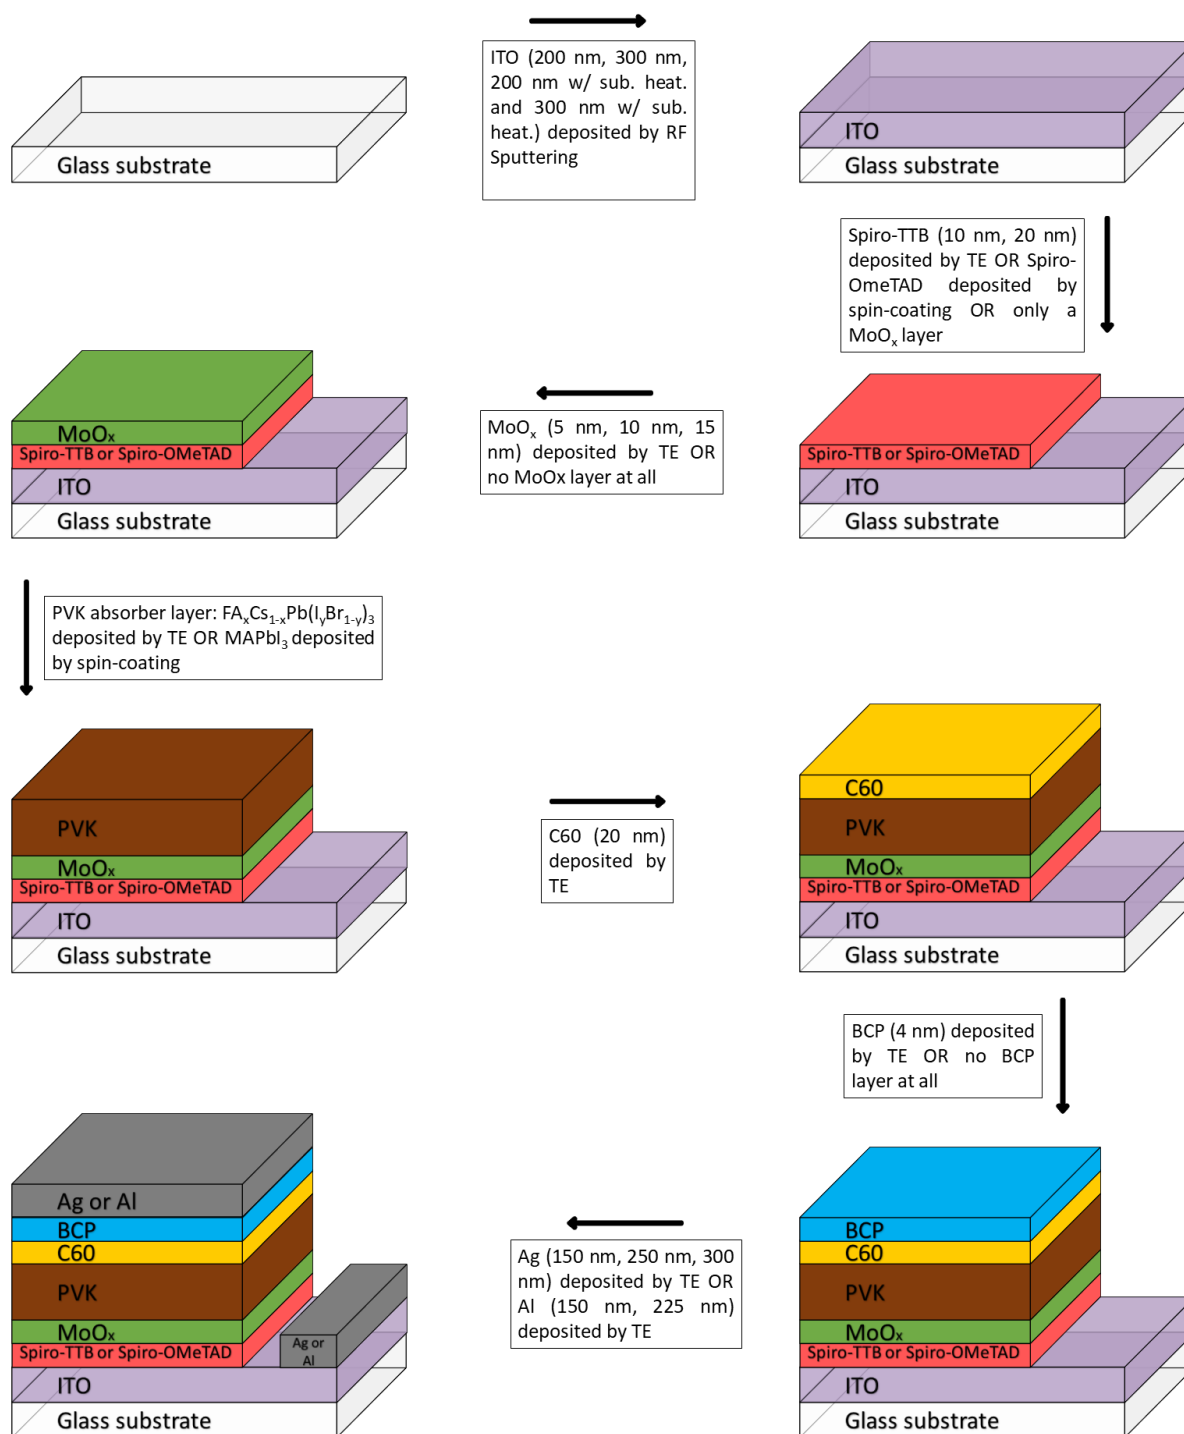 Glass substrate
ITO (200 nm, 300 nm,
200 nm w/ sub. heat.
and 300 nm w/ sub.
heat.) deposited by RF
Sputtering
ITO
Glass substrate
Spiro-TTB (10 nm, 20 nm)
deposited by TE OR Spiro-
OmeTAD deposited by
spin-coating OR only a
MoOₓ layer
Spiro-TTB or Spiro-OMeTAD
ITO
Glass substrate
MoOₓ (5 nm, 10 nm, 15
nm) deposited by TE OR
no MoOx layer at all
MoOₓ
Spiro-TTB or Spiro-OMeTAD
ITO
Glass substrate
PVK absorber layer: FAₓCs₁₋ₓPb(IᵧBr₁₋ᵧ)₃
deposited by TE OR MAPbI₃ deposited
by spin-coating
PVK
MoOₓ
Spiro-TTB or Spiro-OMeTAD
ITO
Glass substrate
C60 (20 nm)
deposited by
TE
C60
PVK
MoOₓ
Spiro-TTB or Spiro-OMeTAD
ITO
Glass substrate
BCP (4 nm) deposited
by TE OR no BCP
layer at all
BCP
C60
PVK
MoOₓ
Spiro-TTB or Spiro-OMeTAD
ITO
Glass substrate
Ag (150 nm, 250 nm, 300
nm) deposited by TE OR
Al (150 nm, 225 nm)
deposited by TE
Ag or Al
BCP
C60
PVK
MoOₓ
Spiro-TTB or Spiro-OMeTAD
Ag or
Al
ITO
Glass substrate